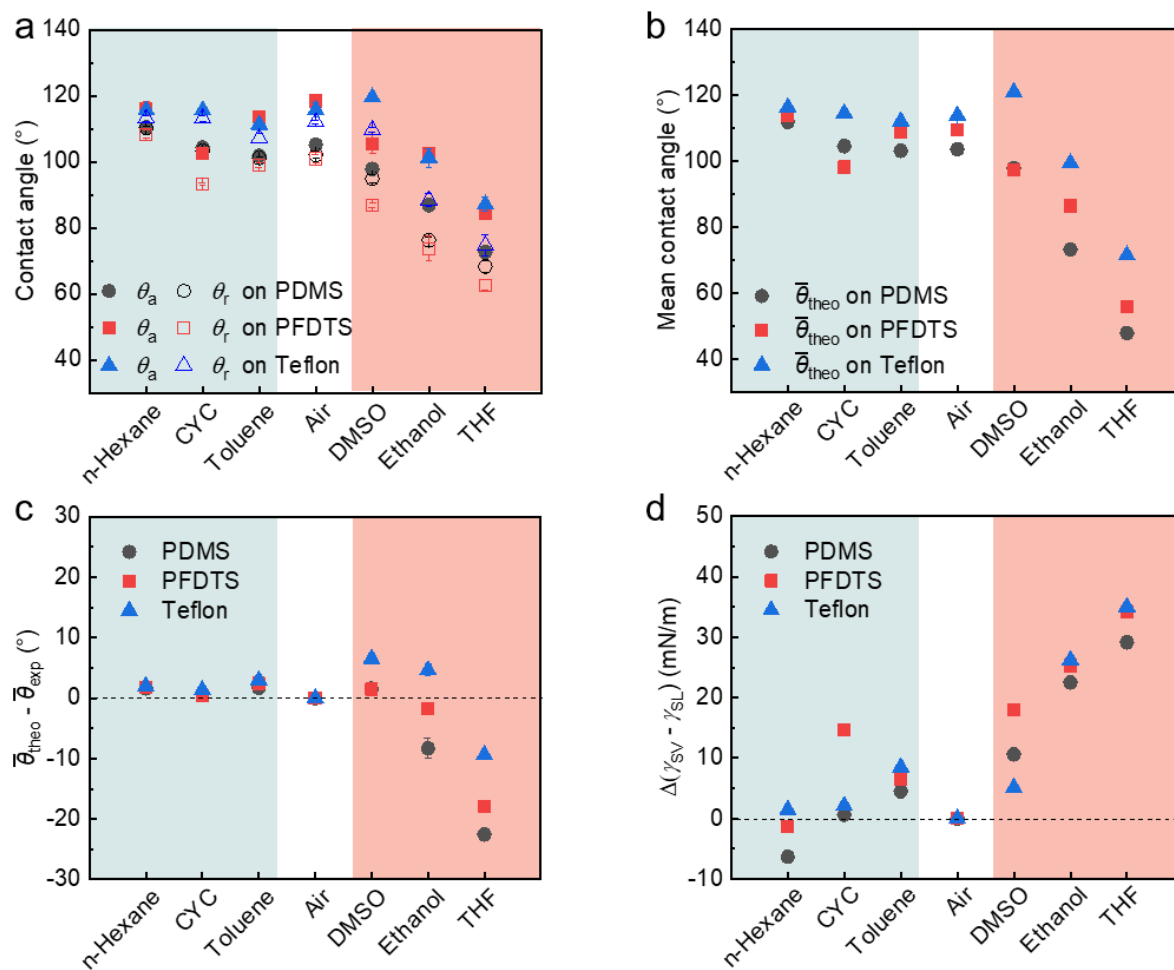 a
140
120
100
80
60
40
Contact angle (°)
θa θr on PDMS
θa θr on PFDTS
θa θr on Teflon
n-Hexane
CYC
Toluene
Air
DMSO
Ethanol
THF
b
140
120
100
80
60
40
Mean contact angle (°)
θ̅theo on PDMS
θ̅theo on PFDTS
θ̅theo on Teflon
n-Hexane
CYC
Toluene
Air
DMSO
Ethanol
THF
c
30
20
10
0
-10
-20
-30
θ̅theo - θ̅exp (°)
PDMS
PFDTS
Teflon
n-Hexane
CYC
Toluene
Air
DMSO
Ethanol
THF
d
50
40
30
20
10
0
-10
Δ(γSV - γSL) (mN/m)
PDMS
PFDTS
Teflon
n-Hexane
CYC
Toluene
Air
DMSO
Ethanol
THF